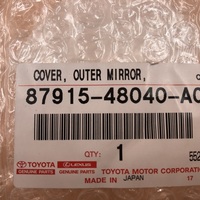 COVER, OUTER MIRROR,
87915-48040-A0
QTY: 1
TOYOTA LEXUS TOYOTA MOTOR CORPORATION
GENUINE PARTS GENUINE PARTS
MADE IN JAPAN 17